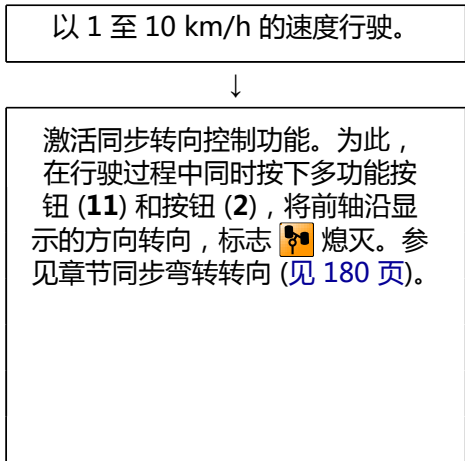 以 1 至 10 km/h 的速度行驶。
↓
激活同步转向控制功能。为此，
在行驶过程中同时按下多功能按
钮 (11) 和按钮 (2)，将前轴沿显
示的方向转向，标志 熄灭。参
见章节同步弯转转向 (见 180 页)。